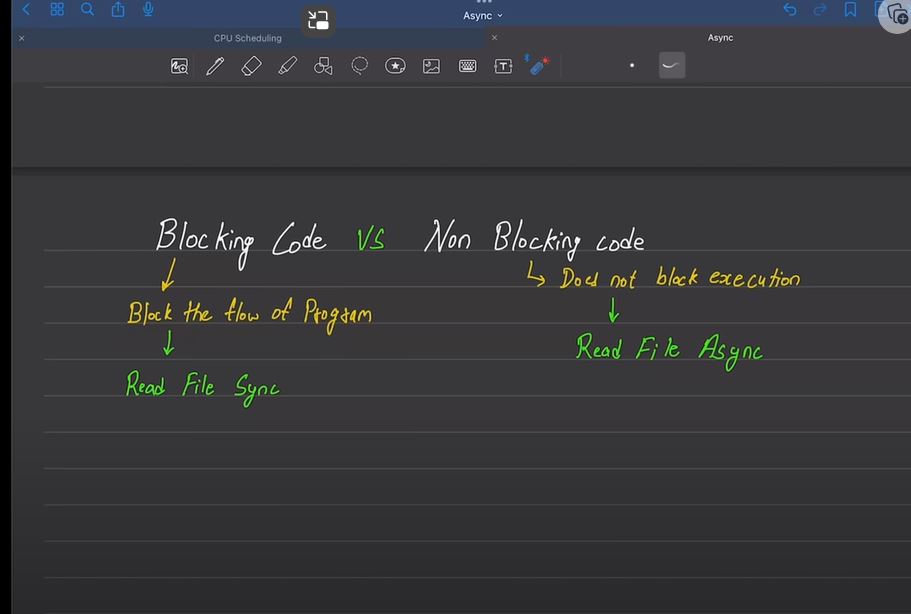 Async
CPU Scheduling
Async
T
Blocking Code VS Non Blocking code
Block the flow of Program
Read File Sync
Does not block execution
Read File Async